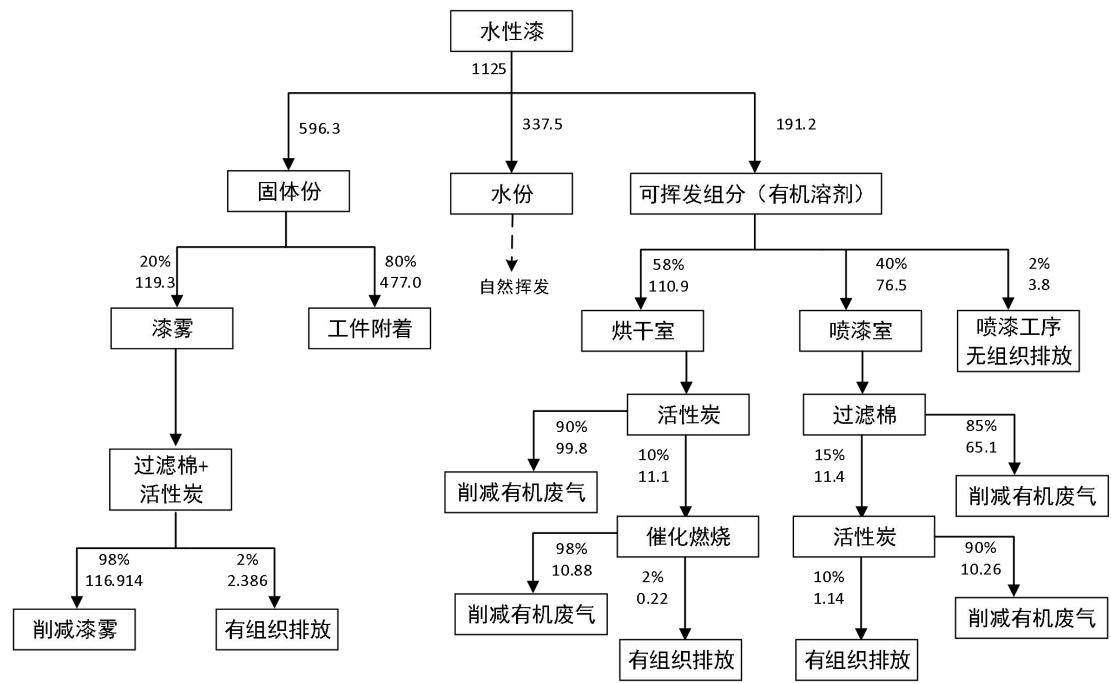 水性漆
1125
596.3
337.5
191.2
固体份
水份
可挥发组分（有机溶剂）
20%
119.3
80%
477.0
自然挥发
58%
110.9
40%
76.5
2%
3.8
漆雾
工件附着
烘干室
喷漆室
喷漆工序
无组织排放
活性炭
过滤棉
90%
99.8
10%
11.1
15%
11.4
85%
65.1
过滤棉+
活性炭
削减有机废气
削减有机废气
催化燃烧
活性炭
98%
116.914
2%
2.386
98%
10.88
2%
0.22
10%
1.14
90%
10.26
削减漆雾
有组织排放
削减有机废气
削减有机废气
有组织排放
有组织排放